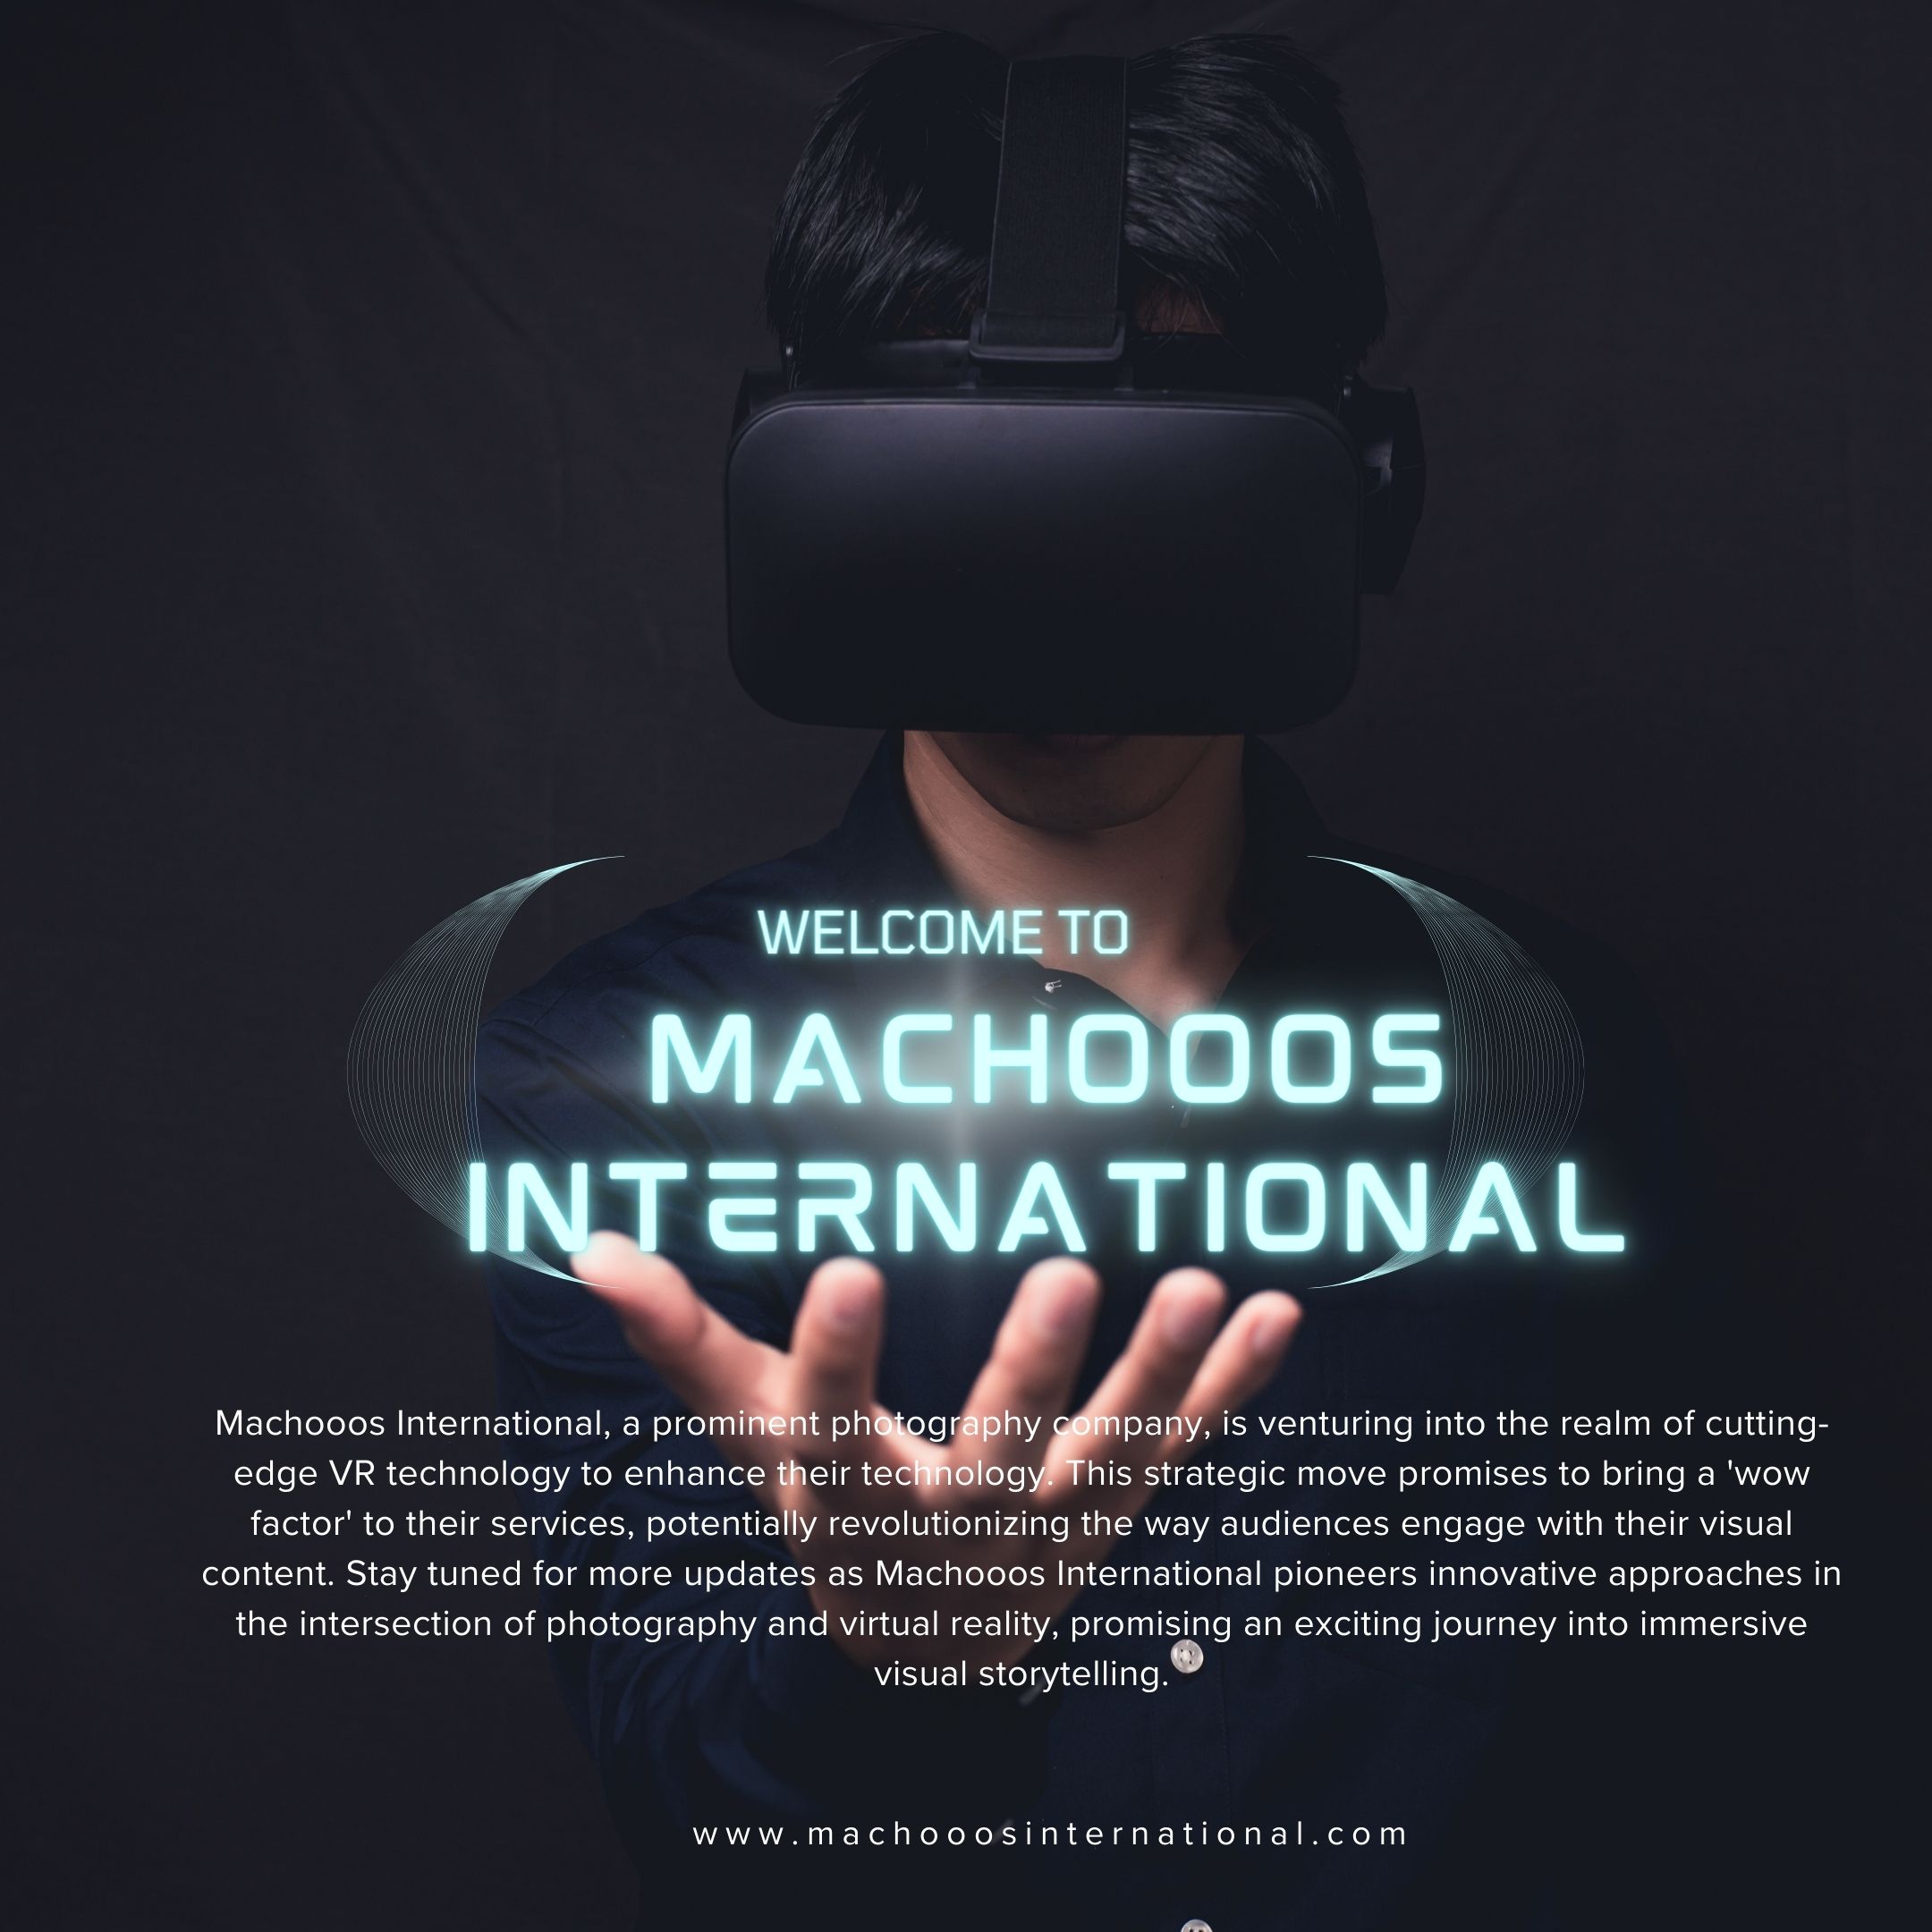 WELCOME TO
MACHOOOS
INTERNATIONAL
Machooos International, a prominent photography company, is venturing into the realm of cutting-
edge VR technology to enhance their technology. This strategic move promises to bring a 'wow
factor' to their services, potentially revolutionizing the way audiences engage with their visual
content. Stay tuned for more updates as Machooos International pioneers innovative approaches in
the intersection of photography and virtual reality, promising an exciting journey into immersive
visual storytelling.
www.machooosinternational.com